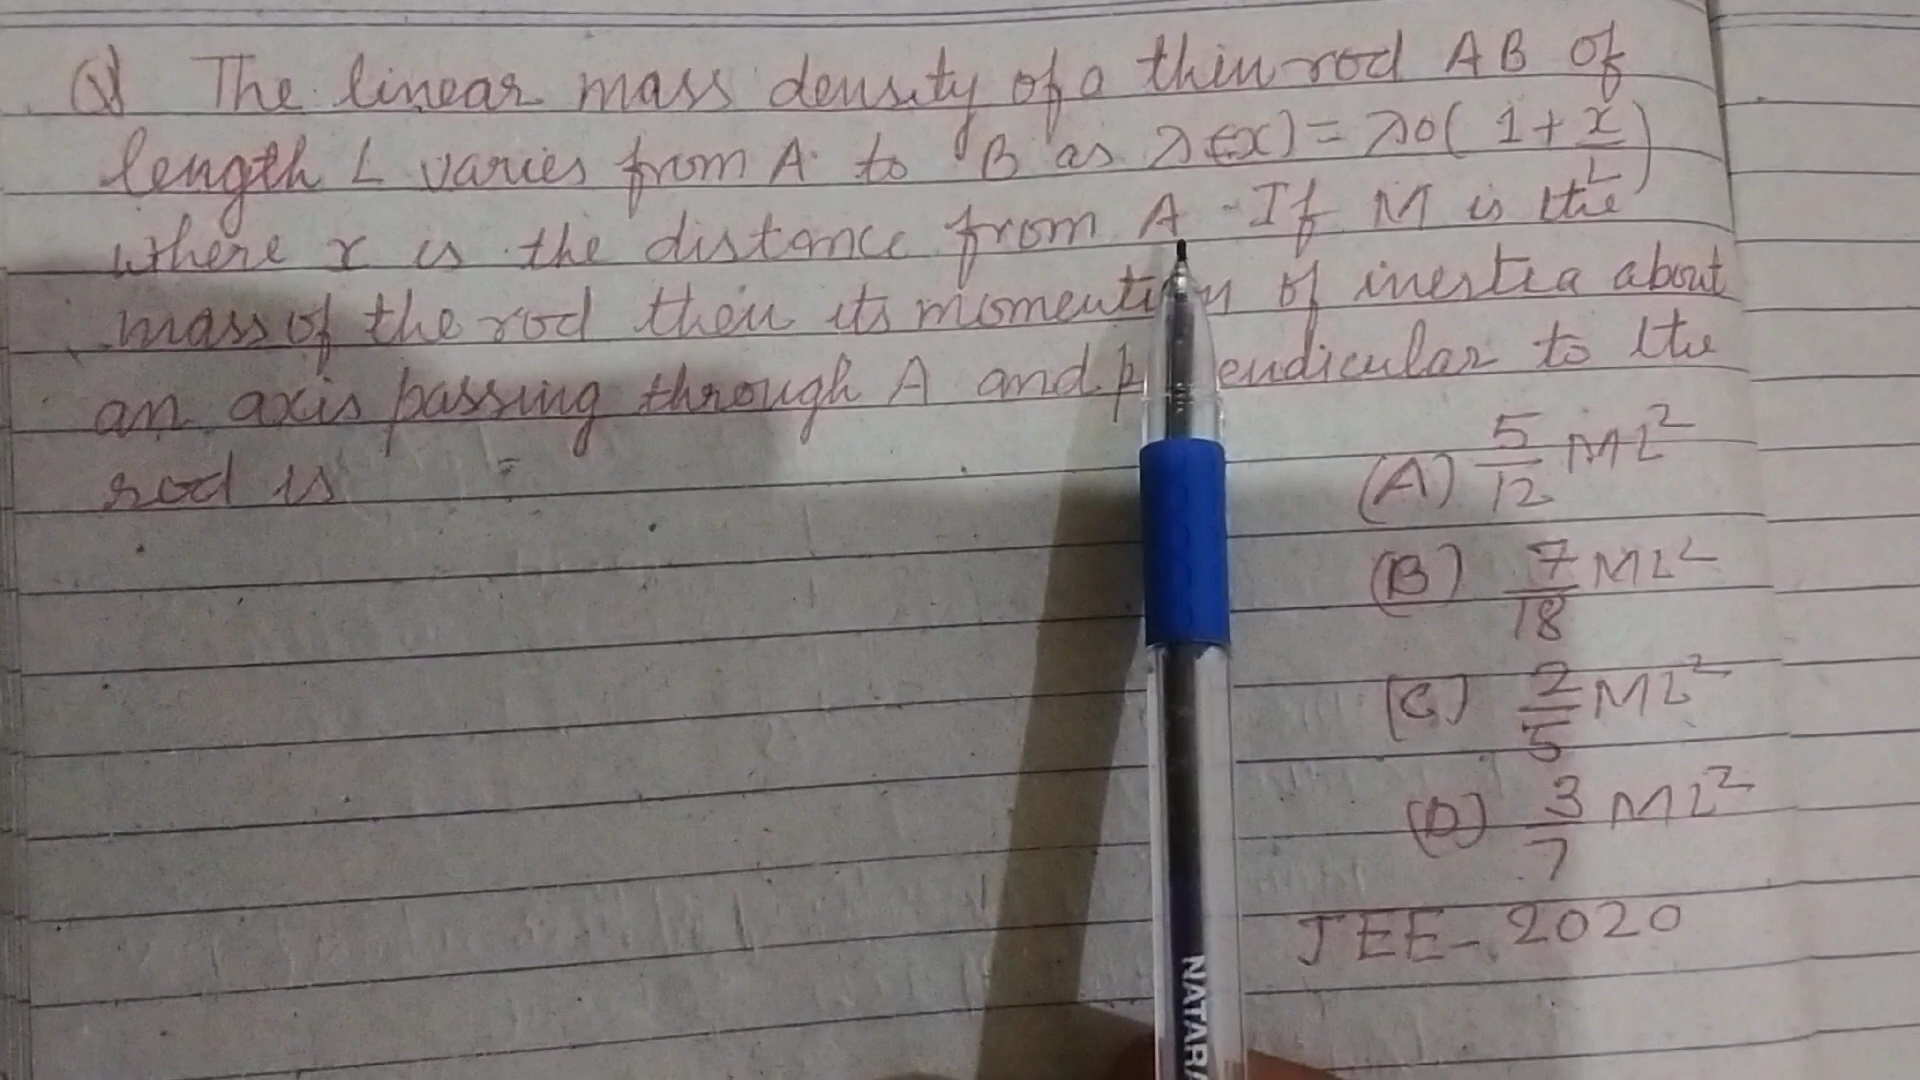 Q The linear mass density of a thin rod AB of
length L varies from A to B as λ(x) = λ0( 1 + x/L )
where x is the distance from A. If M is the
mass of the rod then its moment of inertia about
an axis passing through A and to the
rod is
(A) 5/12 ML²
(B) 7/18 ML²
(C) 2/5 ML²
(D) 3/7 ML²
JEE - 2020
NATARA